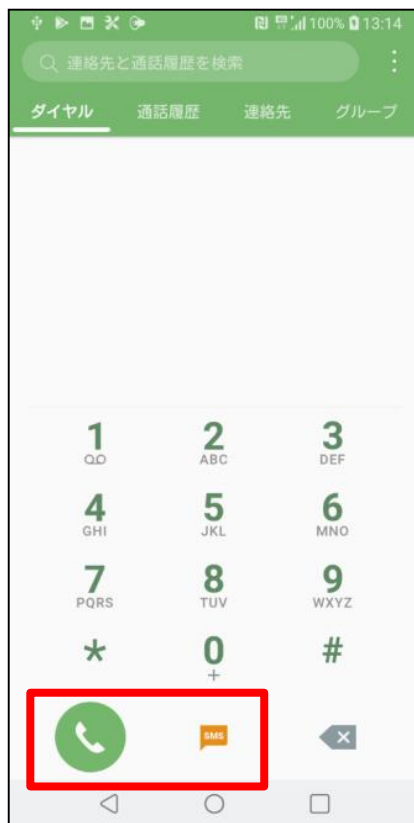 100% 13:14
連絡先と通話履歴を検索
ダイヤル 通話履歴 連絡先 グループ
1 2 3
ABC DEF
4 5 6
GHI JKL MNO
7 8 9
PQRS TUV WXYZ
* 0 #
+
SMS